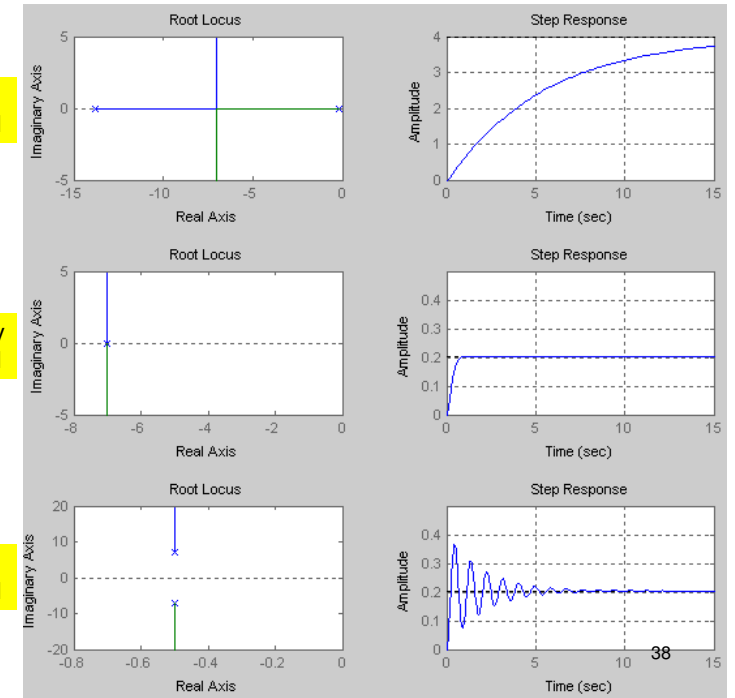 Root Locus
Imaginary Axis
5
0
-5
-15 -10 -5 0
Real Axis
Step Response
Amplitude
4
3
2
1
0
0 5 10 15
Time (sec)
Root Locus
Imaginary Axis
5
0
-5
-8 -6 -4 -2 0
Real Axis
Step Response
Amplitude
0.4
0.3
0.2
0.1
0
0 5 10 15
Time (sec)
Root Locus
Imaginary Axis
20
10
0
-10
-20
-0.8 -0.6 -0.4 -0.2 0
Real Axis
Step Response
Amplitude
0.4
0.3
0.2
0.1
0
0 5 10 15
Time (sec)
38